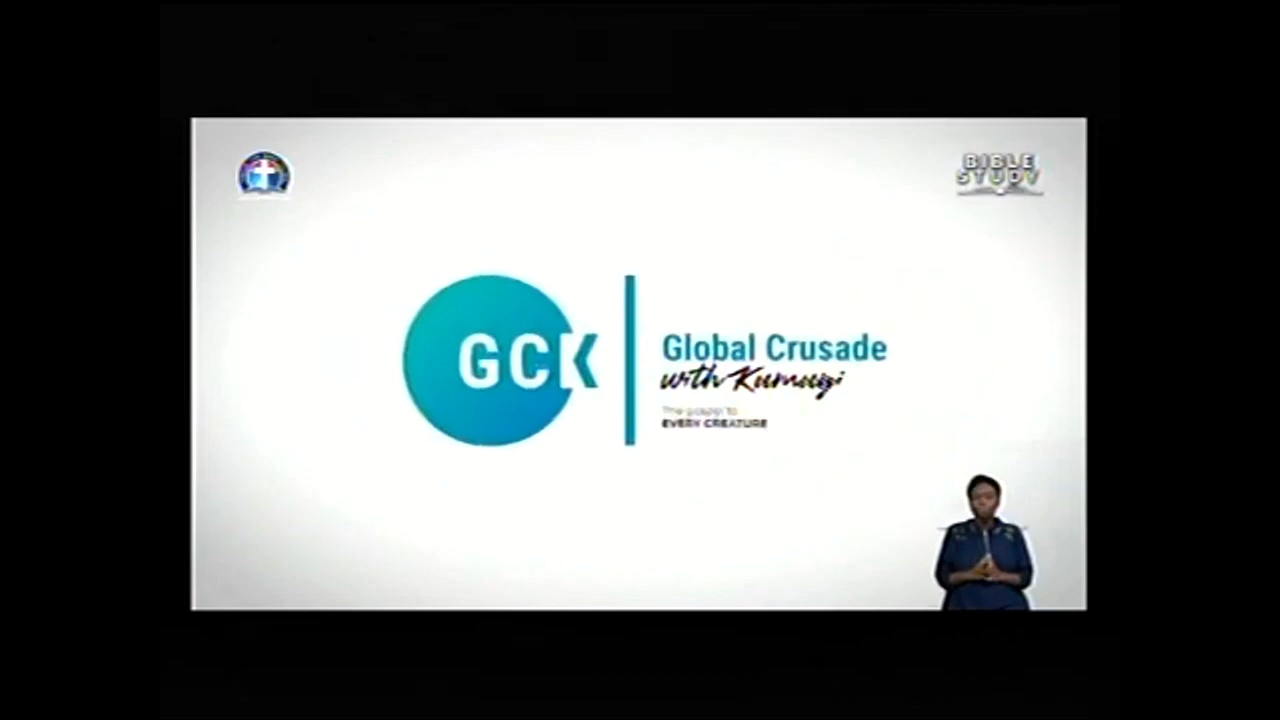 BIBLE
STUDY
GCK
Global Crusade
with Kumuyi
The gospel to
EVERY CREATURE